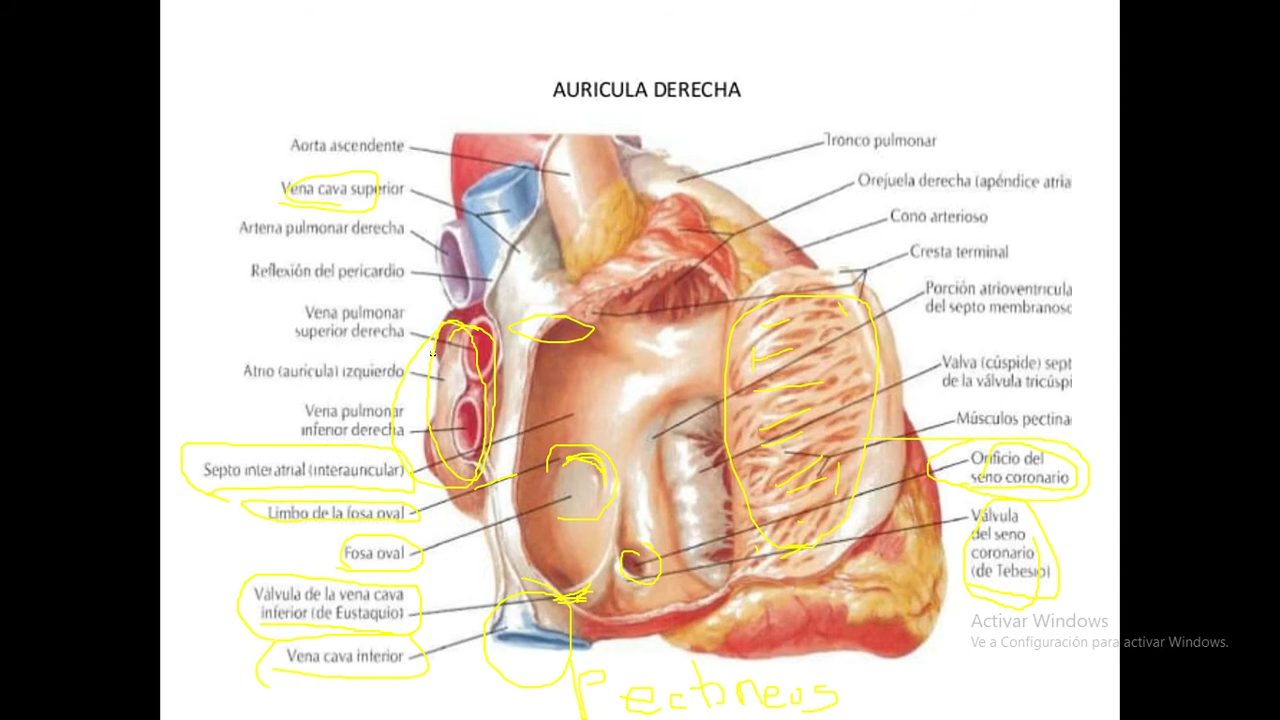 AURICULA DERECHA
Aorta ascendente
Vena cava superior
Arteria pulmonar derecha
Reflexión del pericardio
Vena pulmonar
superior derecha
Atrio (auricula) izquierdo
Vena pulmonar
inferior derecha
Septo interatrial (interauricular)
Limbo de la fosa oval
Fosa oval
Válvula de la vena cava
inferior (de Eustaquio)
Vena cava inferior
Tronco pulmonar
Orejuela derecha (apéndice atria
Cono arterioso
Cresta terminal
Porción atrioventricula
del septo membranoso
Valva (cúspide) sept
de la válvula tricúspi
Músculos pectina
Orificio del
seno coronario
Válvula
del seno
coronario
(de Tebesio)
Activar Windows
Ve a Configuración para activar Windows.
Pectineos